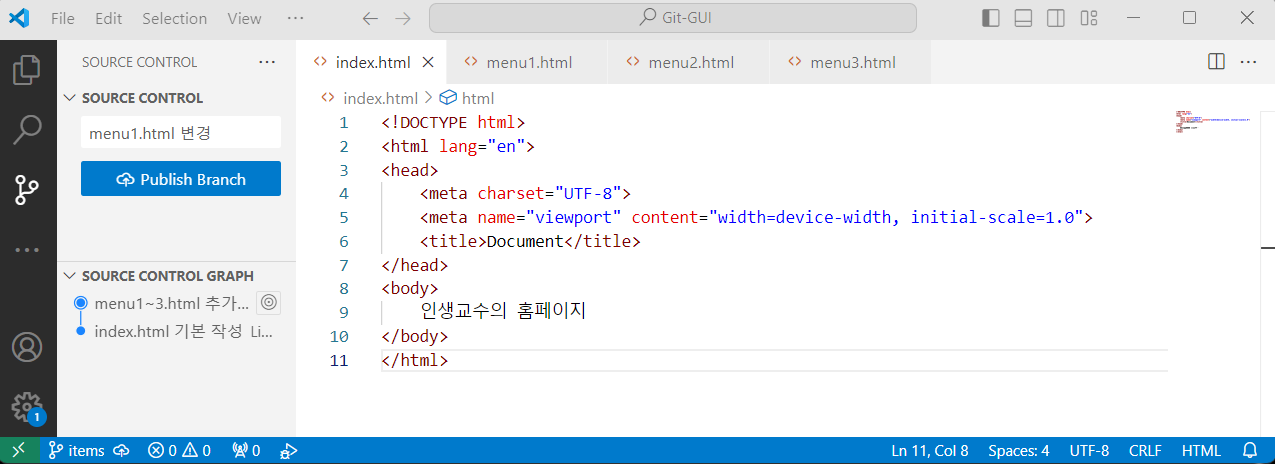 File Edit Selection View ··· Git-GUI
SOURCE CONTROL ···
SOURCE CONTROL
menu1.html 변경
Publish Branch
SOURCE CONTROL GRAPH
menu1~3.html 추가...
index.html 기본 작성 Li...
index.html menu1.html menu2.html menu3.html
index.html > html
1 <!DOCTYPE html>
2 <html lang="en">
3 <head>
4 <meta charset="UTF-8">
5 <meta name="viewport" content="width=device-width, initial-scale=1.0">
6 <title>Document</title>
7 </head>
8 <body>
9 인생교수의 홈페이지
10 </body>
11 </html>
1
items 0 0 0 Ln 11, Col 8 Spaces: 4 UTF-8 CRLF HTML